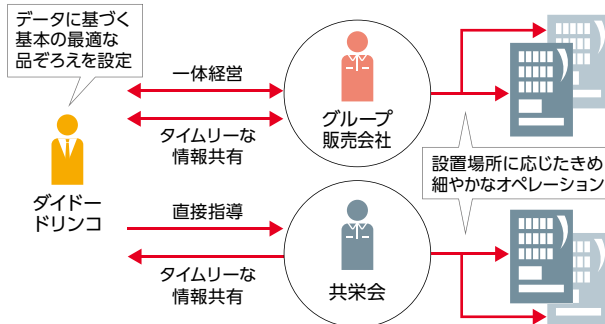 データに基づく
基本の最適な
品ぞろえを設定
一体経営
タイムリーな
情報共有
グループ
販売会社
ダイドー
ドリンコ
設置場所に応じたきめ
細やかなオペレーション
直接指導
タイムリーな
情報共有
共栄会